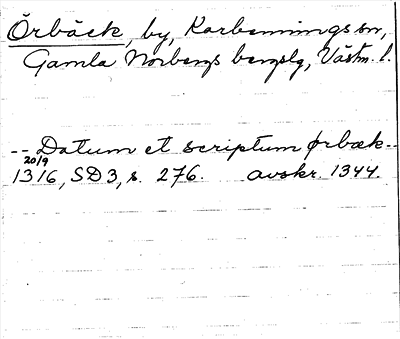 Örbäck, by, Karbennings sn,
Gamla Norbergs bergslg, Västm. l.
-- Datum et scriptum ørbæk --
20/9
1316, SD 3, s. 276. avskr. 1344.